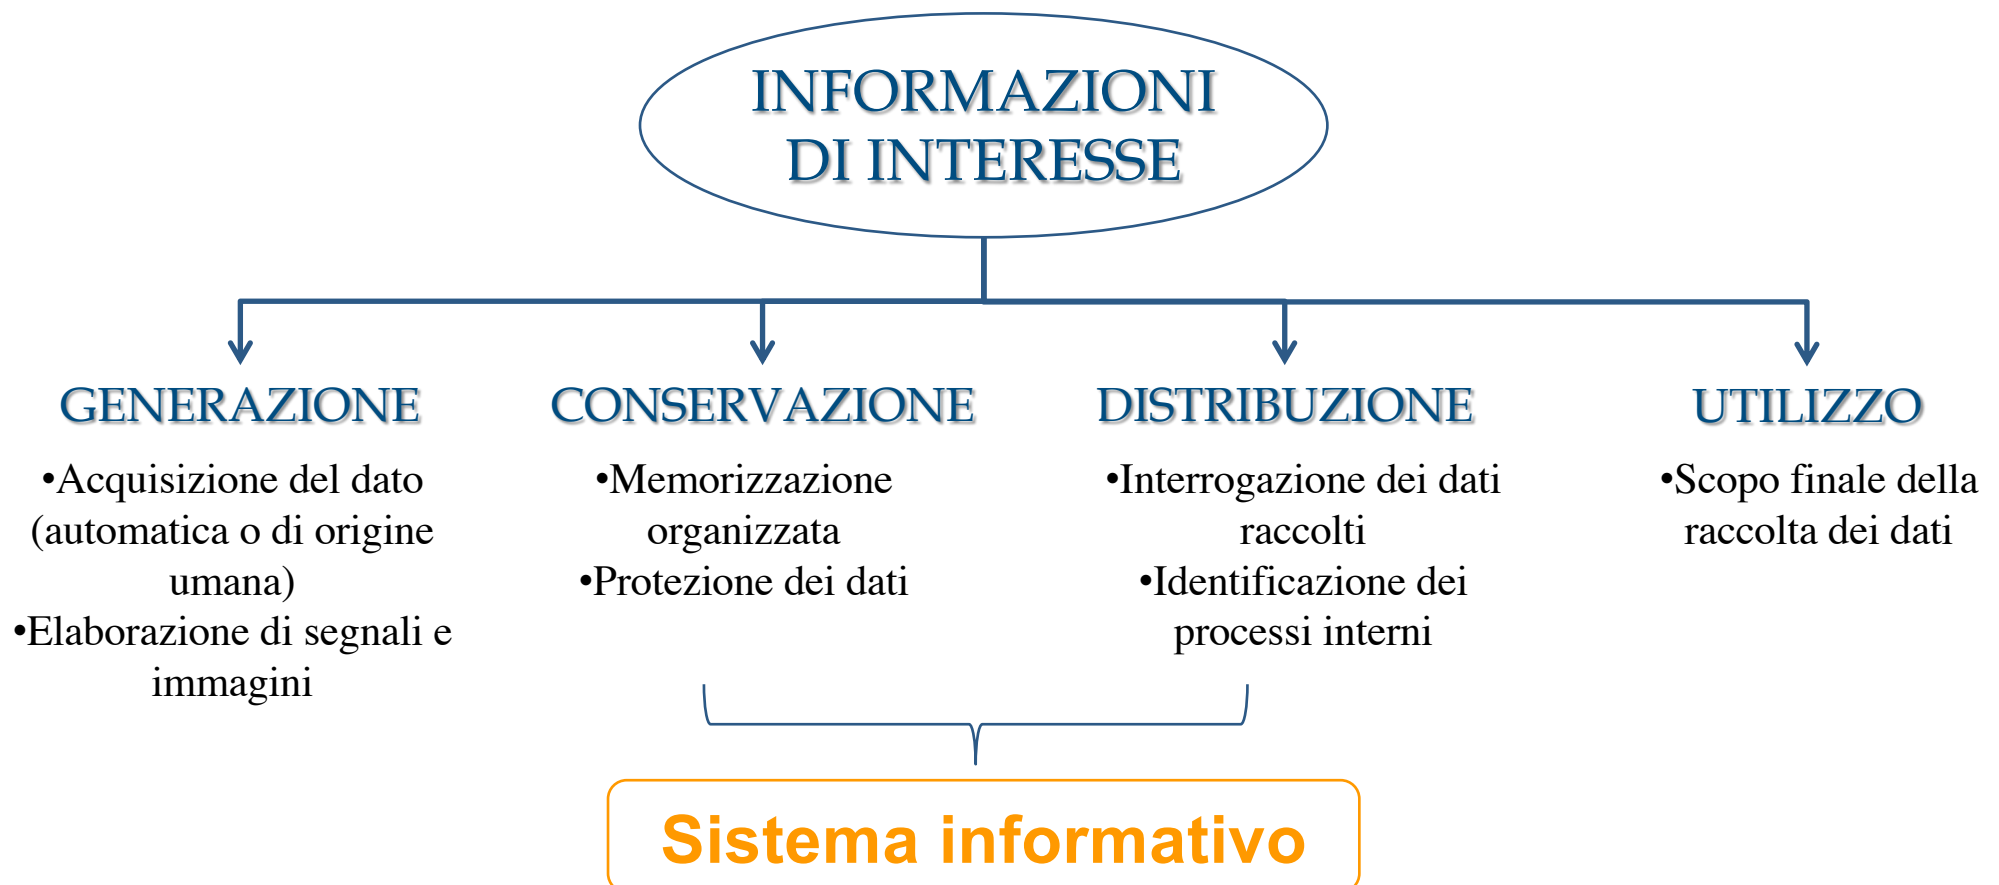 INFORMAZIONI
DI INTERESSE
GENERAZIONE
•Acquisizione del dato
(automatica o di origine
umana)
•Elaborazione di segnali e
immagini
CONSERVAZIONE
•Memorizzazione
organizzata
•Protezione dei dati
DISTRIBUZIONE
•Interrogazione dei dati
raccolti
•Identificazione dei
processi interni
UTILIZZO
•Scopo finale della
raccolta dei dati
Sistema informativo